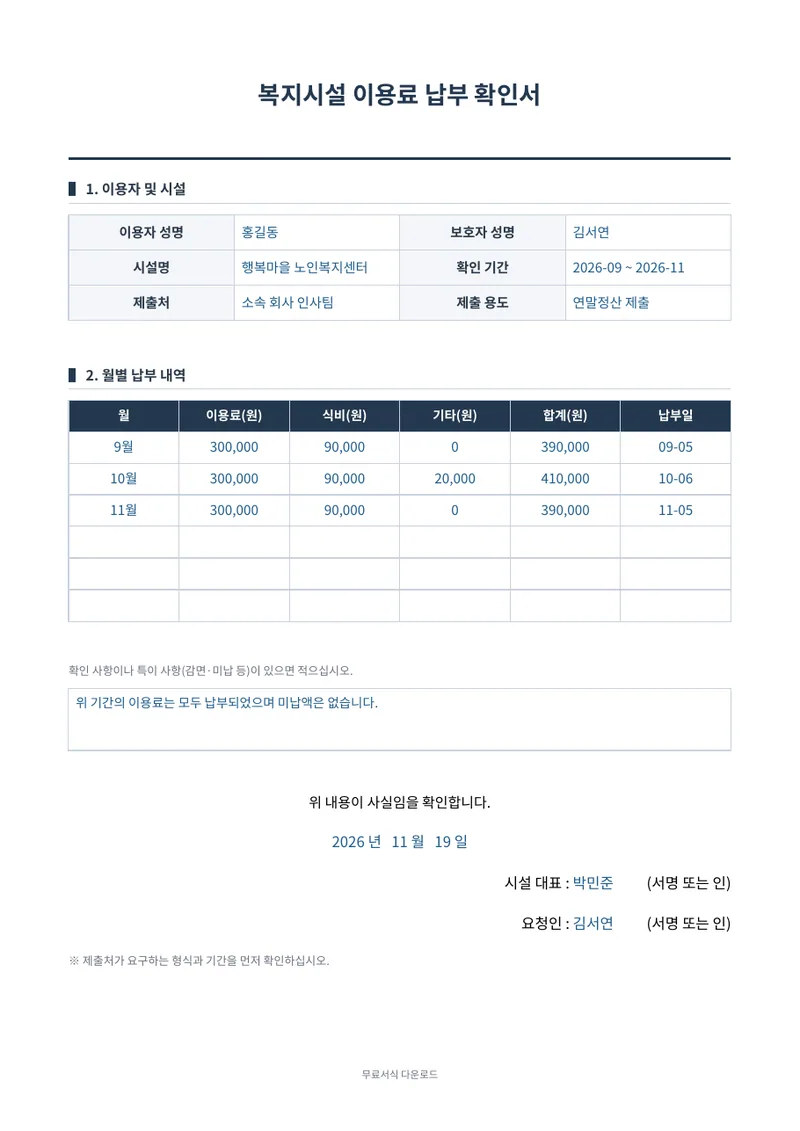 복지시설 이용료 납부 확인서
1. 이용자 및 시설
이용자 성명 홍길동 보호자 성명 김서연
시설명 행복마을 노인복지센터 확인 기간 2026-09 ~ 2026-11
제출처 소속 회사 인사팀 제출 용도 연말정산 제출
2. 월별 납부 내역
월 이용료(원) 식비(원) 기타(원) 합계(원) 납부일
9월 300,000 90,000 0 390,000 09-05
10월 300,000 90,000 20,000 410,000 10-06
11월 300,000 90,000 0 390,000 11-05
확인 사항이나 특이 사항(감면·미납 등)이 있으면 적으십시오.
위 기간의 이용료는 모두 납부되었으며 미납액은 없습니다.
위 내용이 사실임을 확인합니다.
2026 년 11 월 19 일
시설 대표 : 박민준 (서명 또는 인)
요청인 : 김서연 (서명 또는 인)
※ 제출처가 요구하는 형식과 기간을 먼저 확인하십시오.
무료서식 다운로드